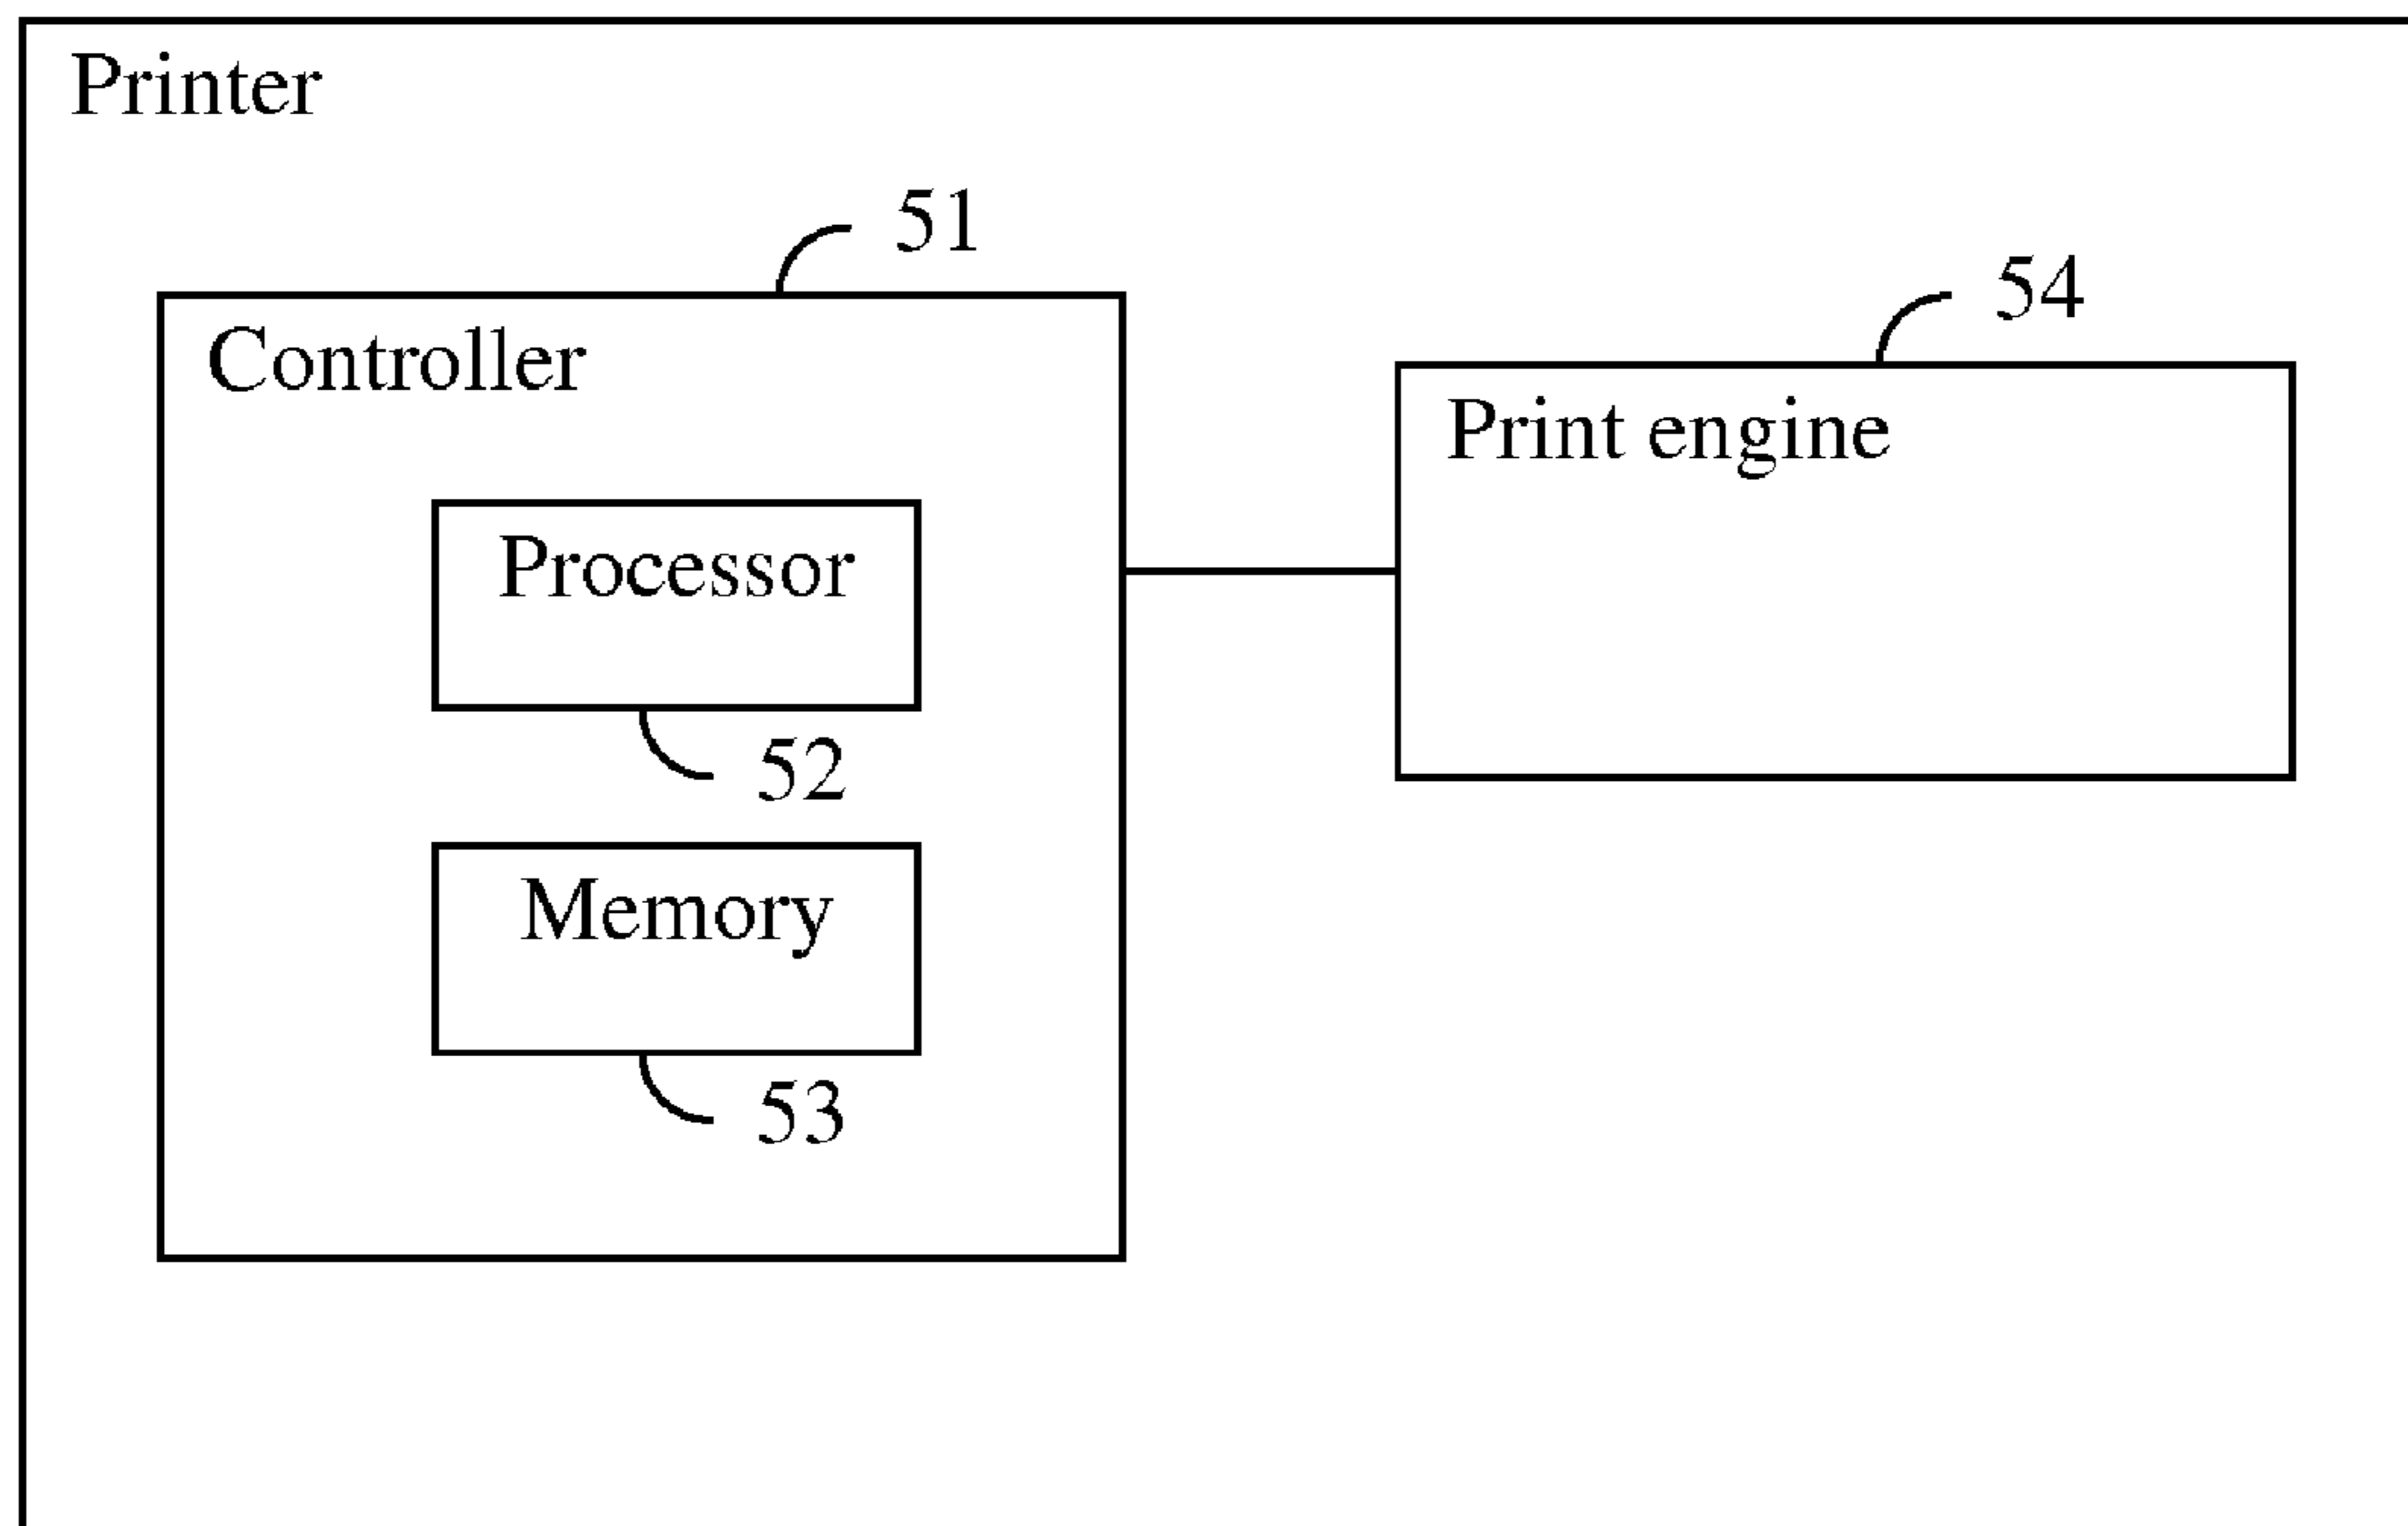 Printer
51
Controller
54
Print engine
Processor
52
Memory
53